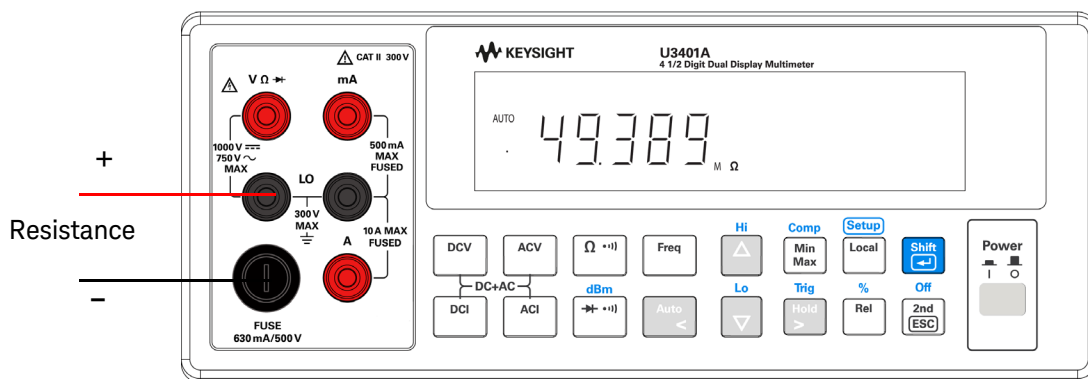 KEYSIGHT
U3401A
4 1/2 Digit Dual Display Multimeter
CAT II 300 V
V Ω
mA
AUTO
49.389
M Ω
1000 V
750 V
MAX
500 mA
MAX
FUSED
LO
300 V
MAX
10 A MAX
FUSED
A
FUSE
630 mA/500 V
+
Resistance
−
DCV
ACV
Ω
Freq
Hi
Comp
Min
Max
Setup
Local
Shift
Power
I
O
DC+AC
DCI
ACI
dBm
Auto
<
Lo
Trig
Hold
>
%
Rel
Off
2nd
ESC